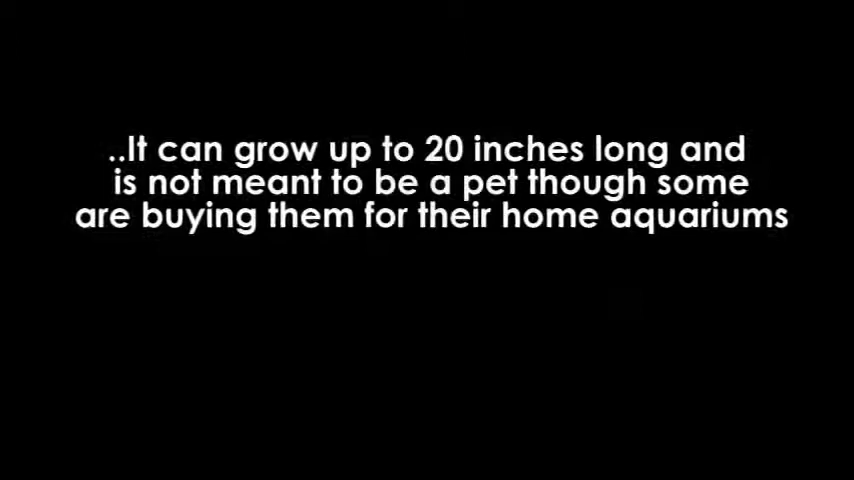 ..It can grow up to 20 inches long and
is not meant to be a pet though some
are buying them for their home aquariums